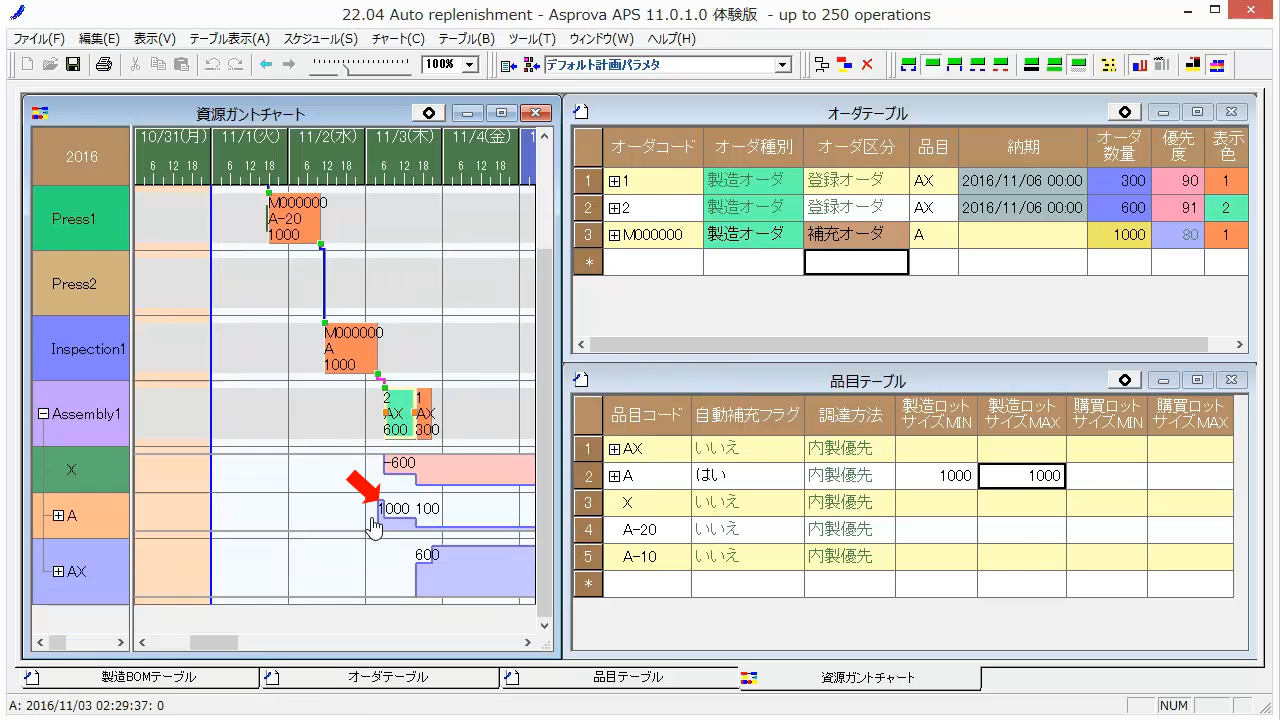 22.04 Auto replenishment - Asprova APS 11.0.1.0 体験版 - up to 250 operations
ファイル(F) 編集(E) 表示(V) テーブル表示(A) スケジュール(S) チャート(C) テーブル(B) ツール(T) ウィンドウ(W) ヘルプ(H)
100% デフォルト計画パラメタ
資源ガントチャート
2016
10/31(月) 11/1(火) 11/2(水) 11/3(木) 11/4(金) 1
6 12 18 6 12 18 6 12 18 6 12 18 6 12 18
Press1
M000000
A-20
1000
Press2
Inspection1
M000000
A
1000
Assembly1
2
AX
600
1
AX
300
X
-600
A
1000 100
AX
600
オーダテーブル
オーダコード オーダ種別 オーダ区分 品目 納期 オーダ数量 優先度 表示色
1 1 製造オーダ 登録オーダ AX 2016/11/06 00:00 300 90 1
2 2 製造オーダ 登録オーダ AX 2016/11/06 00:00 600 91 2
3 M000000 製造オーダ 補充オーダ A 1000 80 1
*
品目テーブル
品目コード 自動補充フラグ 調達方法 製造ロットサイズMIN 製造ロットサイズMAX 購買ロットサイズMIN 購買ロットサイズMAX
1 AX いいえ 内製優先
2 A はい 内製優先 1000 1000
3 X いいえ 内製優先
4 A-20 いいえ 内製優先
5 A-10 いいえ 内製優先
*
製造BOMテーブル オーダテーブル 品目テーブル 資源ガントチャート
A: 2016/11/03 02:29:37: 0 NUM